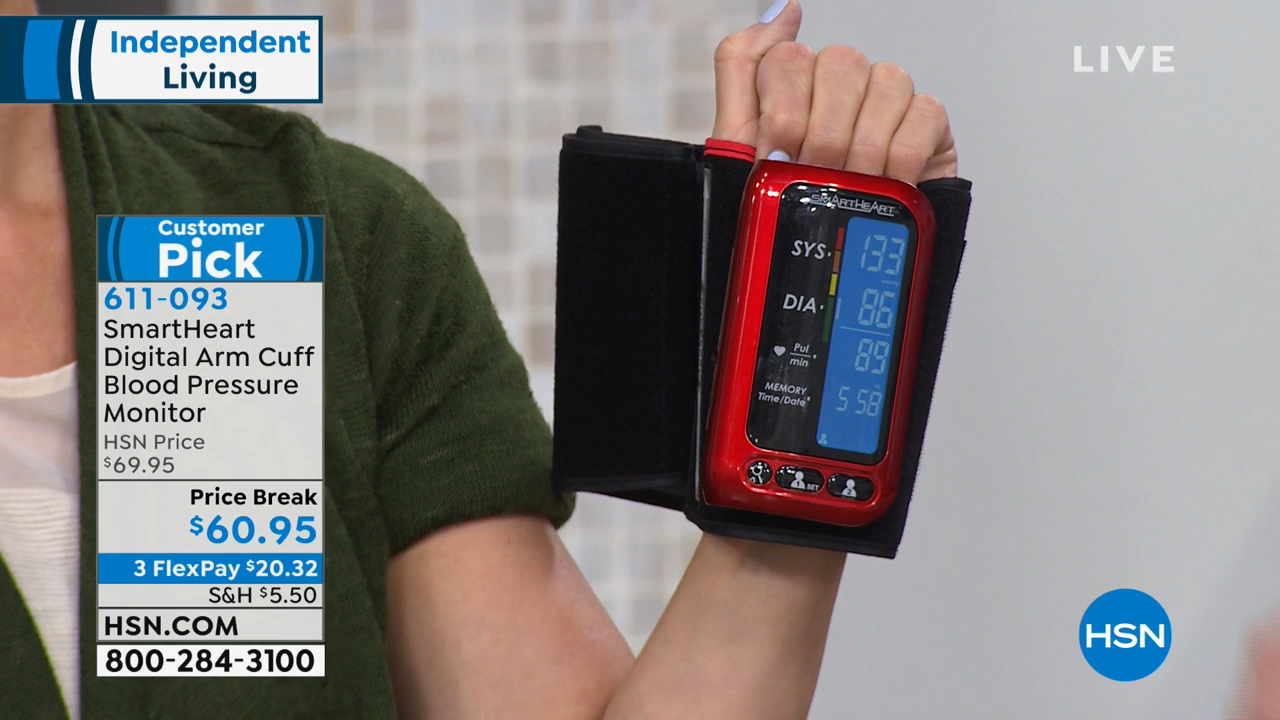 Independent
Living
LIVE
Customer
Pick
611-093
SmartHeart
Digital Arm Cuff
Blood Pressure
Monitor
HSN Price
$69.95
Price Break
$60.95
3 FlexPay $20.32
S&H $5.50
HSN.COM
800-284-3100
SMARTHEART
SYS. 133
DIA. 86
Pul
min 89
MEMORY
Time/Date 5 58
1 SET
2
HSN